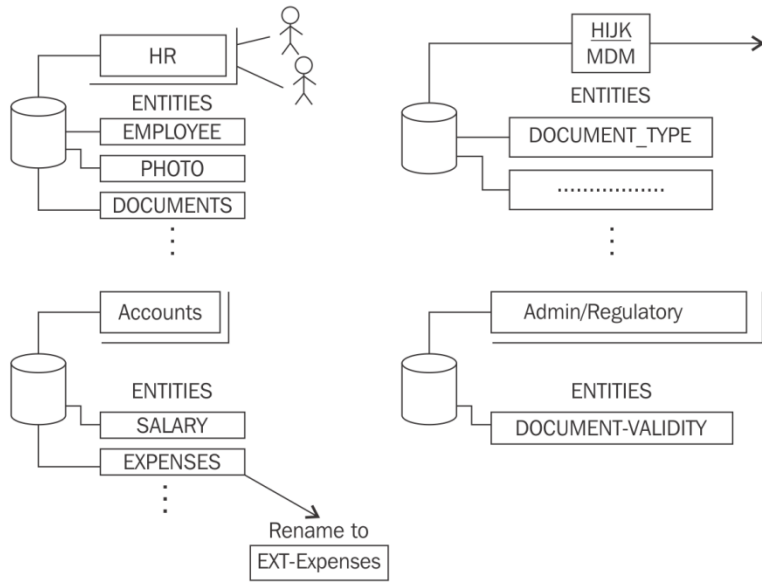 HR
ENTITIES
EMPLOYEE
PHOTO
DOCUMENTS
HIJK
MDM
ENTITIES
DOCUMENT_TYPE
Accounts
ENTITIES
SALARY
EXPENSES
Rename to
EXT-Expenses
Admin/Regulatory
ENTITIES
DOCUMENT-VALIDITY